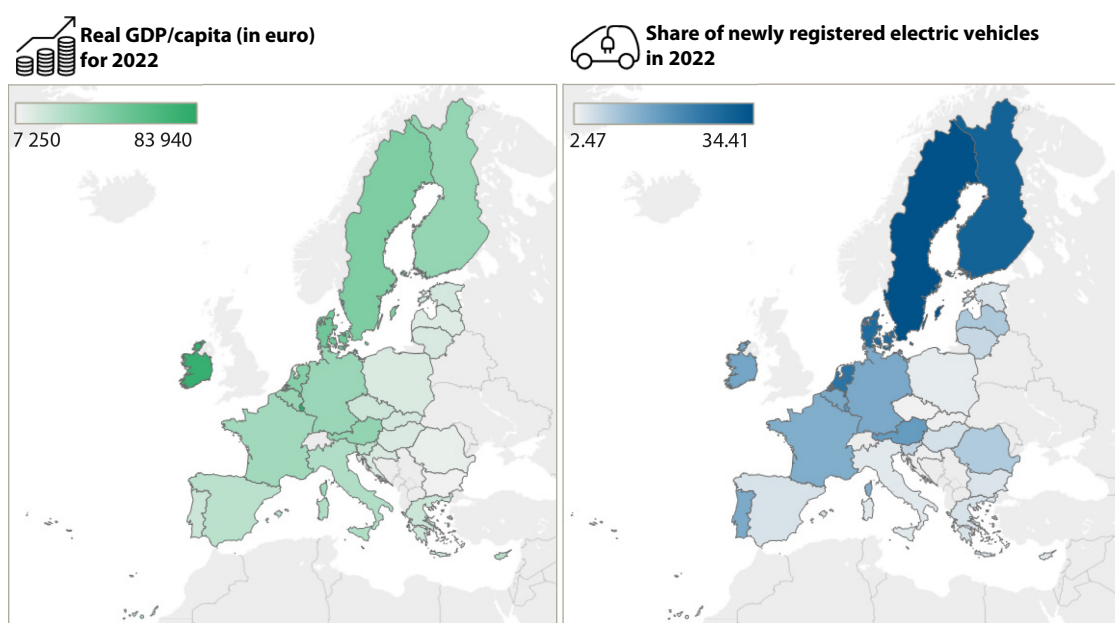 Real GDP/capita (in euro)
for 2022
7 250
83 940
Share of newly registered electric vehicles
in 2022
2.47
34.41